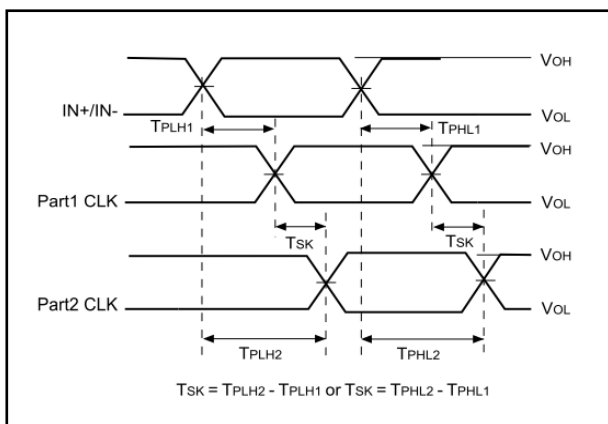 VOH
IN+/IN- VOL
TPLH1 TPHL1
VOH
Part1 CLK VOL
TSK TSK
VOH
Part2 CLK VOL
TPLH2 TPHL2
TSK = TPLH2 - TPLH1 or TSK = TPHL2 - TPHL1